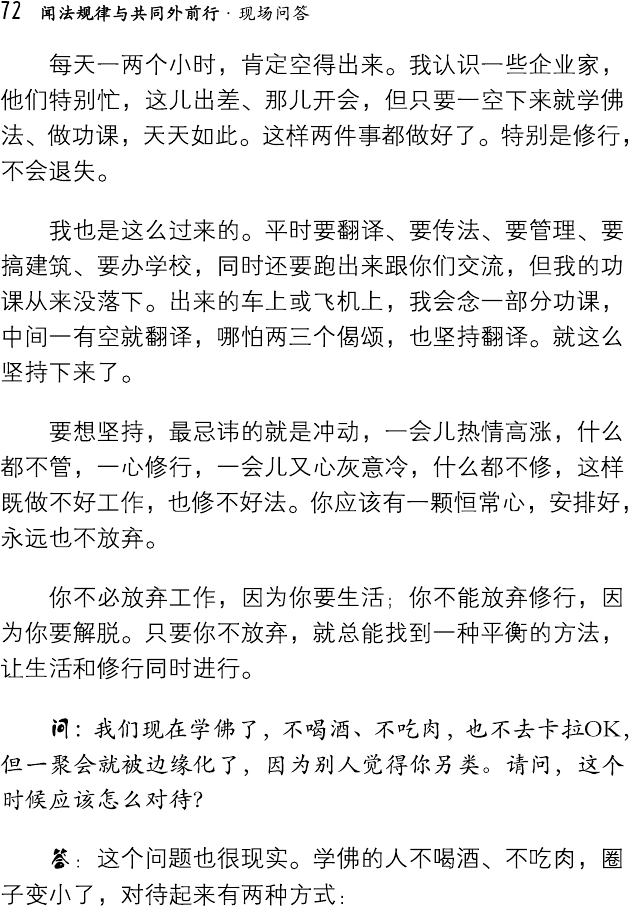 72 闻法规律与共同外前行·现场问答
每天一两个小时，肯定空得出来。我认识一些企业家，
他们特别忙，这儿出差、那儿开会，但只要一空下来就学佛
法、做功课，天天如此。这样两件事都做好了。特别是修行，
不会退失。
我也是这么过来的。平时要翻译、要传法、要管理、要
搞建筑、要办学校，同时还要跑出来跟你们交流，但我的功
课从来没落下。出来的车上或飞机上，我会念一部分功课，
中间一有空就翻译，哪怕两三个偈颂，也坚持翻译。就这么
坚持下来了。
要想坚持，最忌讳的就是冲动，一会儿热情高涨，什么
都不管，一心修行，一会儿又心灰意冷，什么都不修，这样
既做不好工作，也修不好法。你应该有一颗恒常心，安排好，
永远也不放弃。
你不必放弃工作，因为你要生活；你不能放弃修行，因
为你要解脱。只要你不放弃，就总能找到一种平衡的方法，
让生活和修行同时进行。
问：我们现在学佛了，不喝酒、不吃肉，也不去卡拉OK，
但一聚会就被边缘化了，因为别人觉得你另类。请问，这个
时候应该怎么对待？
答：这个问题也很现实。学佛的人不喝酒、不吃肉，圈
子变小了，对待起来有两种方式：